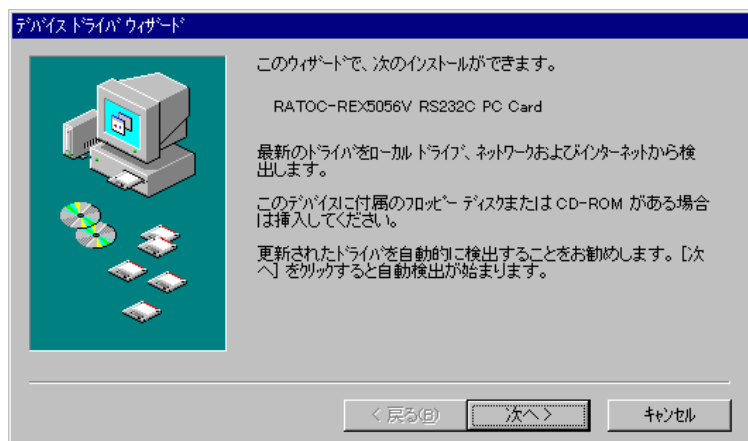 ﾃﾞﾊﾞｲｽ ﾄﾞﾗｲﾊﾞ ｳｨｻﾞｰﾄﾞ
このｳｨｻﾞｰﾄﾞで、次のｲﾝｽﾄｰﾙができます。
RATOC-REX5056V RS232C PC Card
最新のﾄﾞﾗｲﾊﾞをﾛｰｶﾙ ﾄﾞﾗｲﾌﾞ、ﾈｯﾄﾜｰｸおよびｲﾝﾀｰﾈｯﾄから検
出します。
このﾃﾞﾊﾞｲｽに付属のﾌﾛｯﾋﾟｰ ﾃﾞｨｽｸまたは CD-ROM がある場合
は挿入してください。
更新されたﾄﾞﾗｲﾊﾞを自動的に検出することをお勧めします。[次
へ] をｸﾘｯｸすると自動検出が始まります。
< 戻る(B)
次へ >
ｷｬﾝｾﾙ